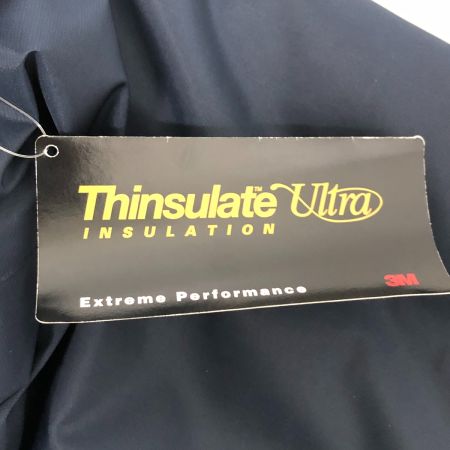 Thinsulate™ Ultra
INSULATION
Extreme Performance
3M